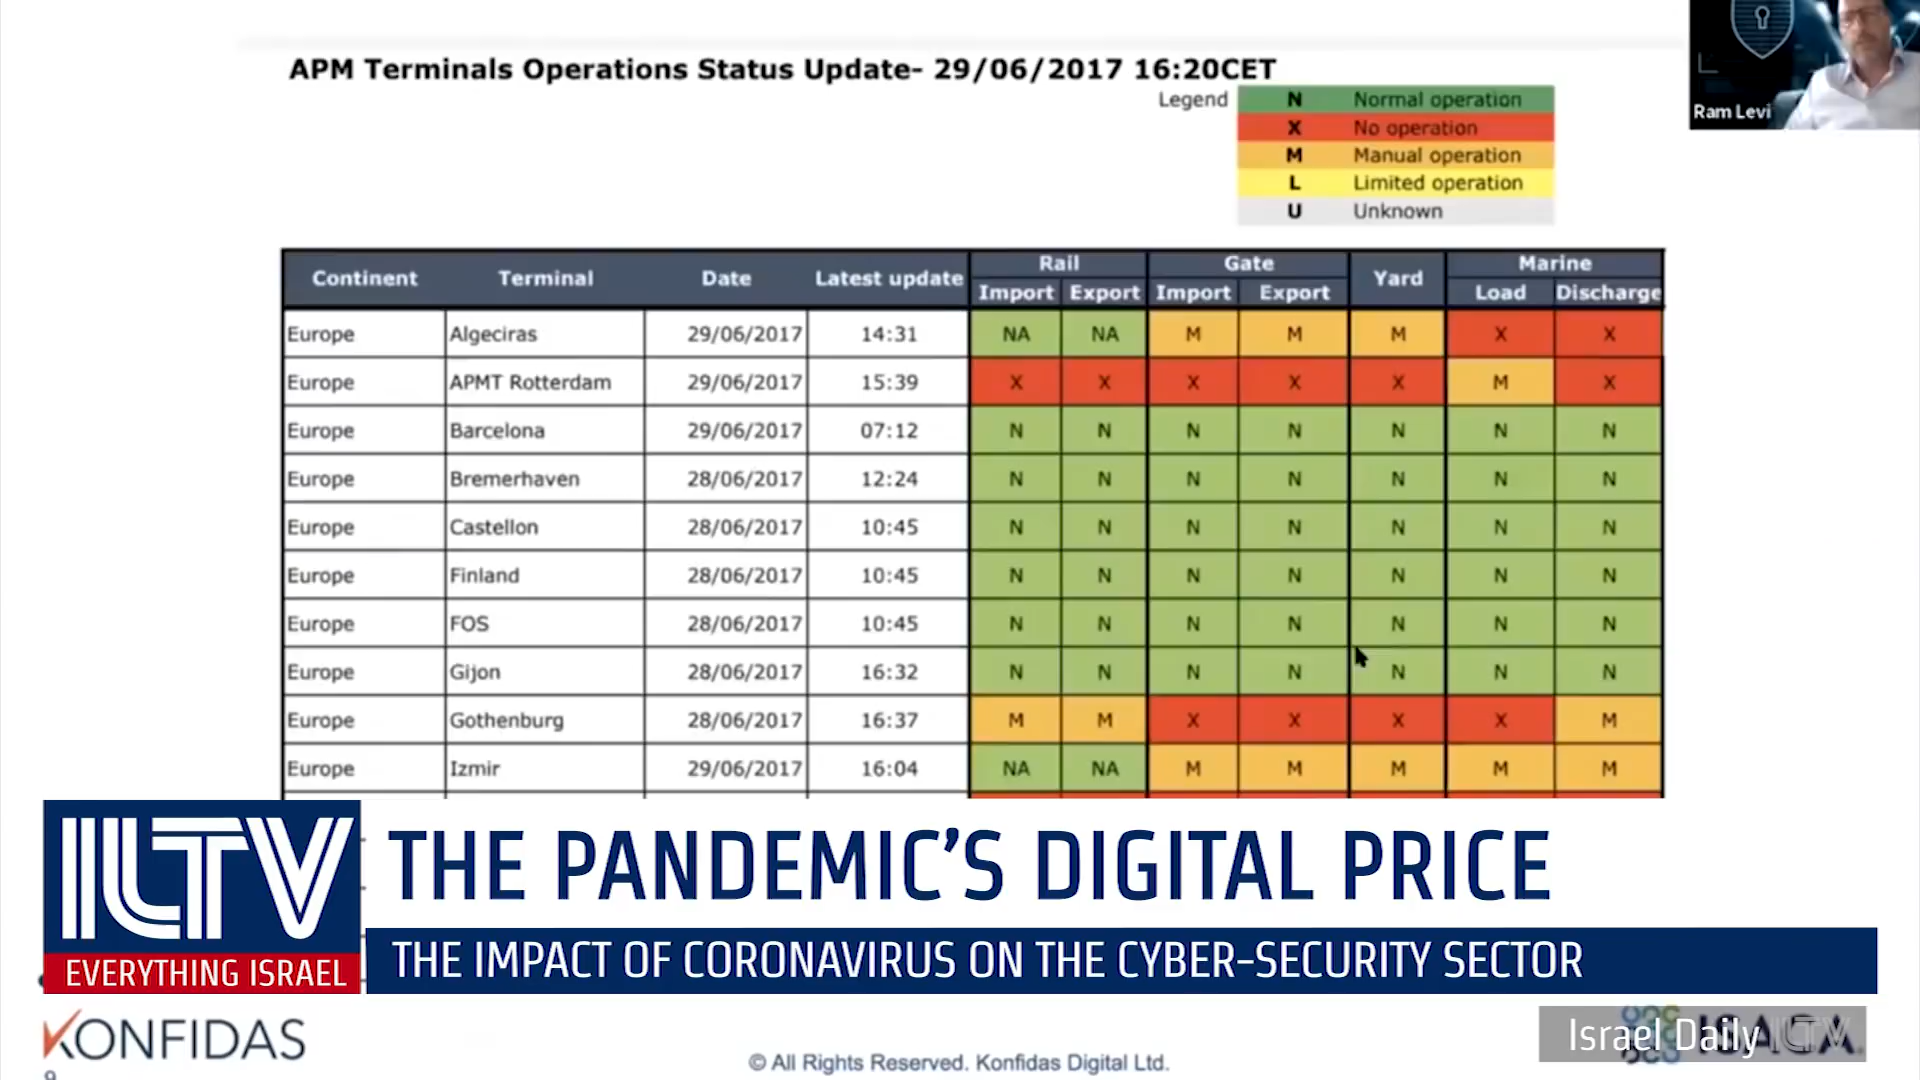 APM Terminals Operations Status Update- 29/06/2017 16:20CET
Ram Levi
Legend N Normal operation
X No operation
M Manual operation
L Limited operation
U Unknown
Continent Terminal Date Latest update Rail Gate Yard Marine
Import Export Import Export Load Discharge
Europe Algeciras 29/06/2017 14:31 NA NA M M M X X
Europe APMT Rotterdam 29/06/2017 15:39 X X X X X M X
Europe Barcelona 29/06/2017 07:12 N N N N N N N
Europe Bremerhaven 28/06/2017 12:24 N N N N N N N
Europe Castellon 28/06/2017 10:45 N N N N N N N
Europe Finland 28/06/2017 10:45 N N N N N N N
Europe FOS 28/06/2017 10:45 N N N N N N N
Europe Gijon 28/06/2017 16:32 N N N N N N N
Europe Gothenburg 28/06/2017 16:37 M M X X X X M
Europe Izmir 29/06/2017 16:04 NA NA M M M M M
ILTV
EVERYTHING ISRAEL
THE PANDEMIC'S DIGITAL PRICE
THE IMPACT OF CORONAVIRUS ON THE CYBER-SECURITY SECTOR
KONFIDAS
© All Rights Reserved. Konfidas Digital Ltd.
Israel Daily ILTV
ISACA
9